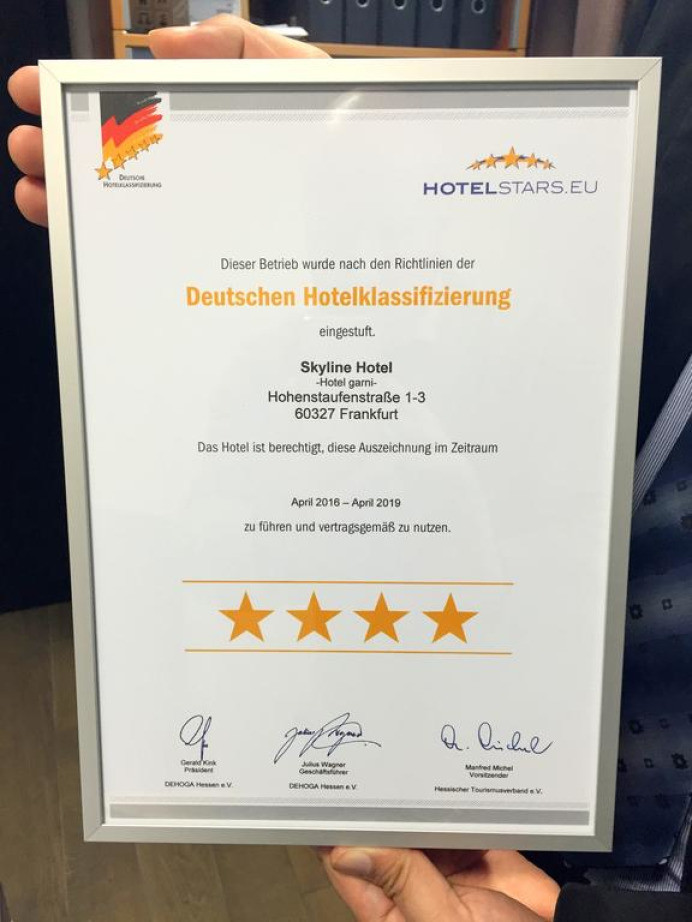 DEUTSCHE
HOTELKLASSIFIZIERUNG
HOTELSTARS.EU
Dieser Betrieb wurde nach den Richtlinien der
Deutschen Hotelklassifizierung
eingestuft.
Skyline Hotel
-Hotel garni-
Hohenstaufenstraße 1-3
60327 Frankfurt
Das Hotel ist berechtigt, diese Auszeichnung im Zeitraum
April 2016 – April 2019
zu führen und vertragsgemäß zu nutzen.
Gerald Kink
Präsident
DEHOGA Hessen e.V.
Julius Wagner
Geschäftsführer
DEHOGA Hessen e.V.
Manfred Michel
Vorsitzender
Hessischer Tourismusverband e.V.